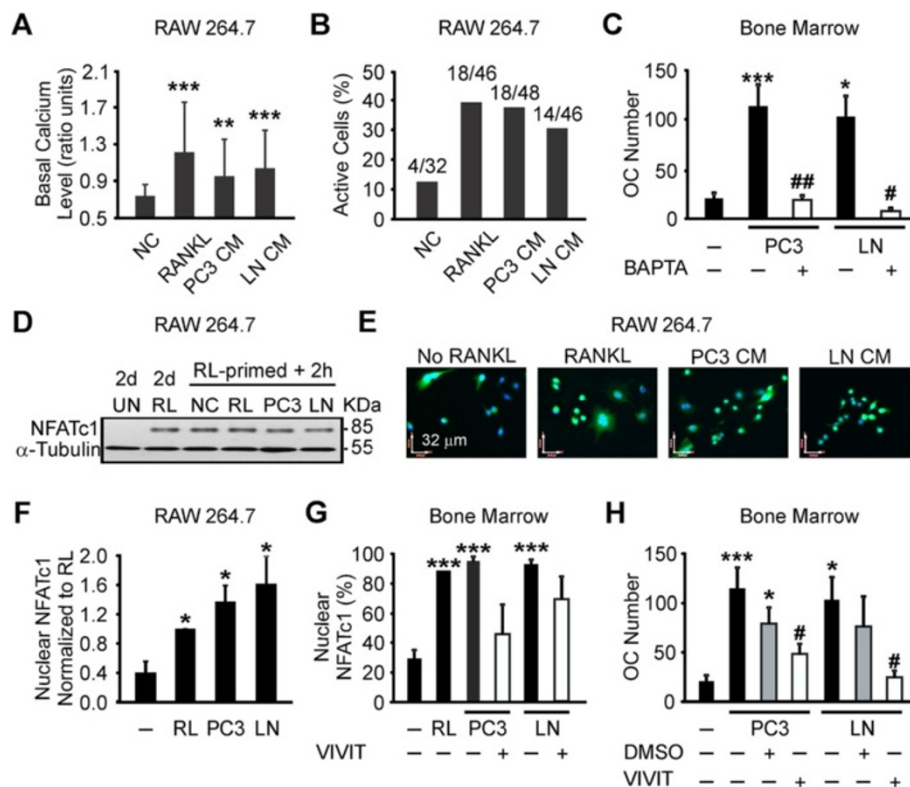 A
RAW 264.7
Basal Calcium
Level (ratio units)
2.1
1.7
1.3
0.9
0.5
***
**
***
NC
RANKL
PC3 CM
LN CM
B
RAW 264.7
Active Cells (%)
50
40
30
20
10
0
4/32
18/46
18/48
14/46
NC
RANKL
PC3 CM
LN CM
C
Bone Marrow
OC Number
150
100
50
0
***
##
*
#
PC3 LN
BAPTA – – + – +
D
RAW 264.7
2d 2d RL-primed + 2h
UN RL NC RL PC3 LN KDa
NFATc1 85
α-Tubulin 55
E
RAW 264.7
No RANKL RANKL PC3 CM LN CM
32 μm
F
RAW 264.7
Nuclear NFATc1
Normalized to RL
2.0
1.6
1.2
0.8
0.4
0.0
*
*
*
– RL PC3 LN
G
Bone Marrow
Nuclear
NFATc1 (%)
100
80
60
40
20
0
***
***
***
– RL PC3 LN
VIVIT – – – + – +
H
Bone Marrow
OC Number
150
100
50
0
***
*
#
*
#
PC3 LN
DMSO – – + – – + –
VIVIT – – – + – – +